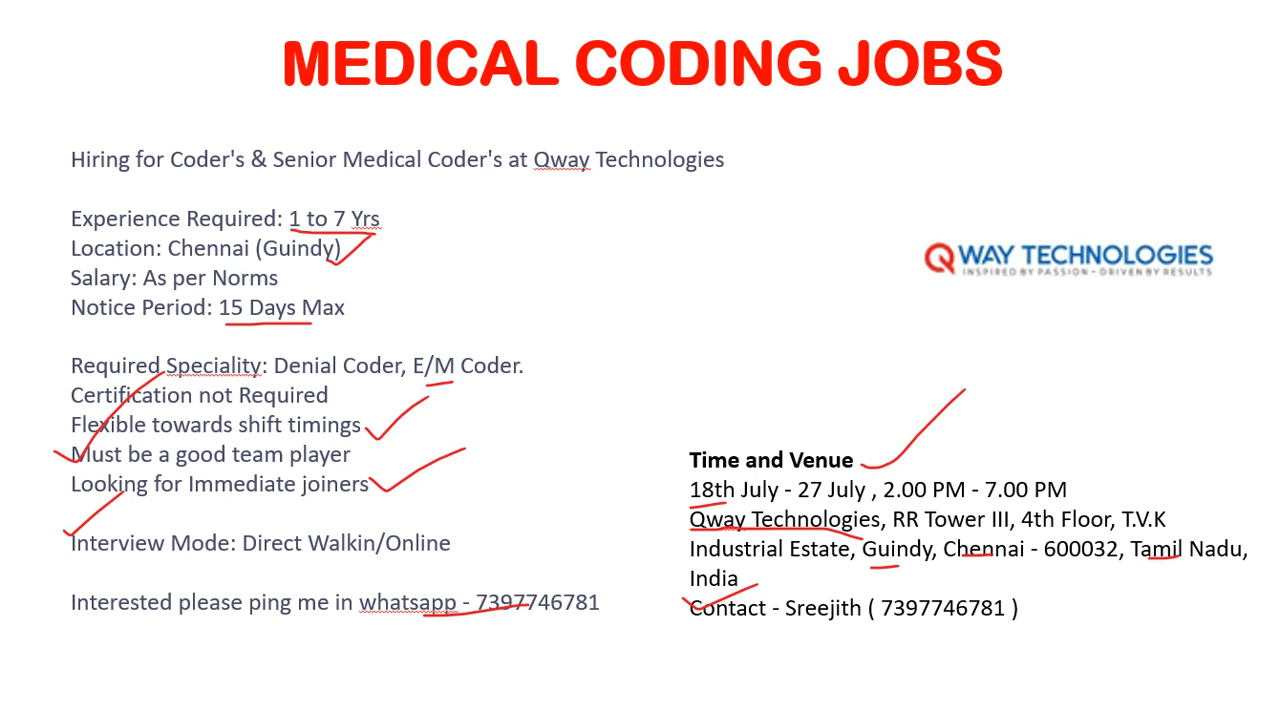 MEDICAL CODING JOBS
Hiring for Coder's & Senior Medical Coder's at Qway Technologies
Experience Required: 1 to 7 Yrs
Location: Chennai (Guindy)
Salary: As per Norms
Notice Period: 15 Days Max
Required Speciality: Denial Coder, E/M Coder.
Certification not Required
Flexible towards shift timings
Must be a good team player
Looking for Immediate joiners
Interview Mode: Direct Walkin/Online
Interested please ping me in whatsapp - 7397746781
QWAY TECHNOLOGIES
INSPIRED BY PASSION - DRIVEN BY RESULTS
Time and Venue
18th July - 27 July , 2.00 PM - 7.00 PM
Qway Technologies, RR Tower III, 4th Floor, T.V.K
Industrial Estate, Guindy, Chennai - 600032, Tamil Nadu,
India
Contact - Sreejith ( 7397746781 )